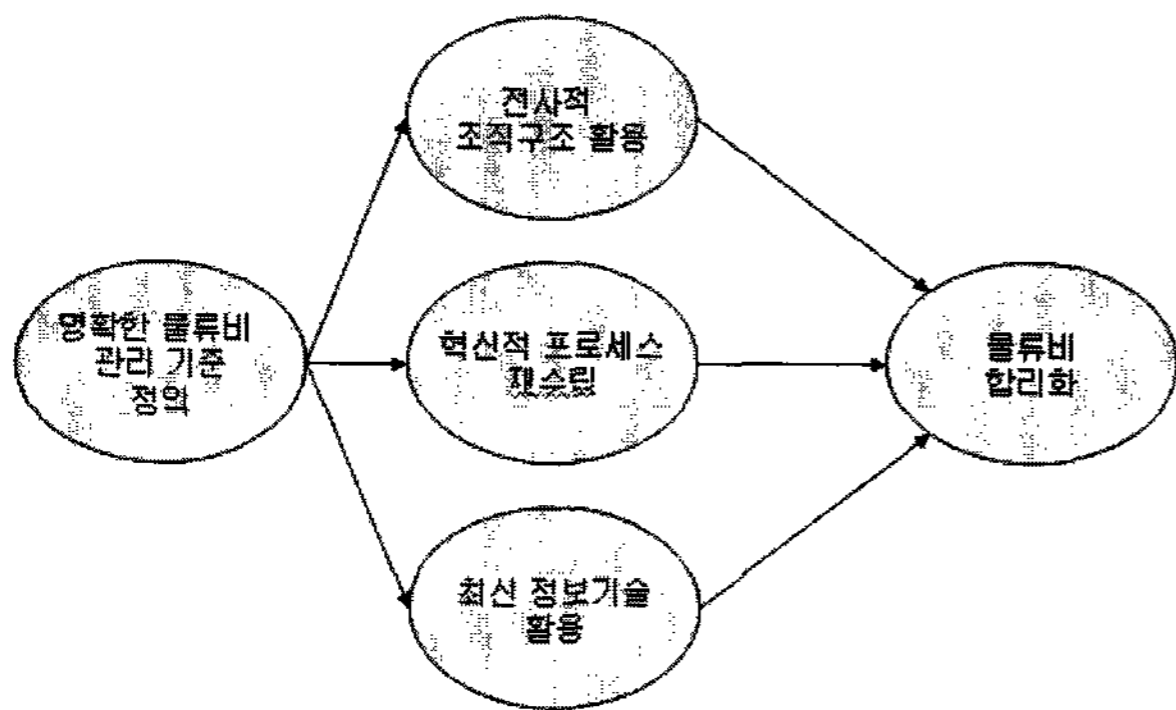 전사적
조직구조 활용
명확한 물류비
관리 기준
정의
혁신적 프로세스
재수립
물류비
합리화
최신 정보기술
활용